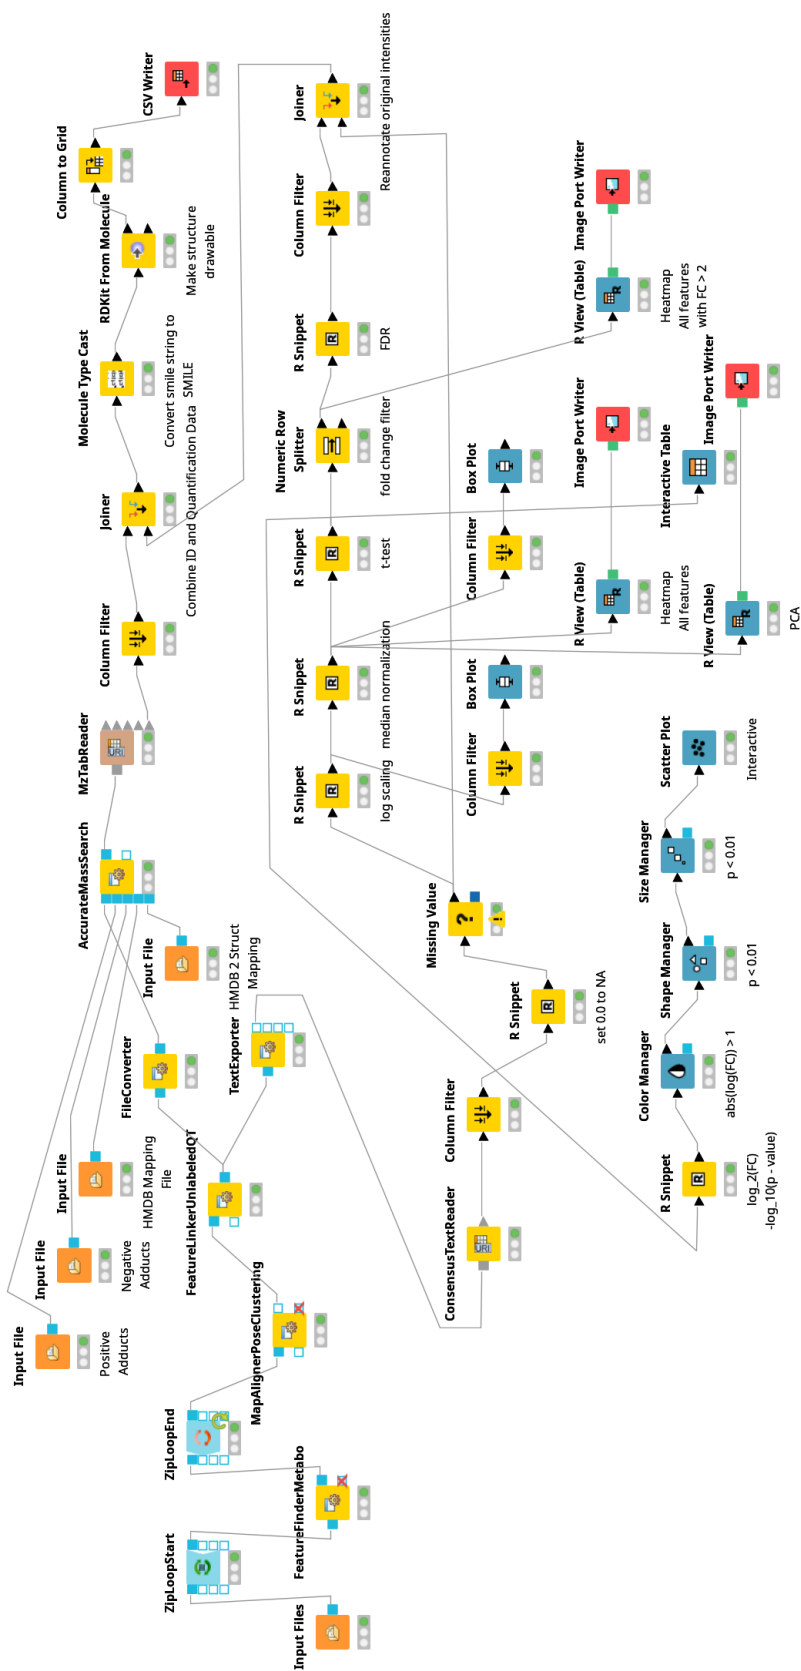 Input Files
ZipLoopStart
FeatureFinderMetabo
ZipLoopEnd
MapAlignerPoseClustering
Input File
Positive
Adducts
Input File
Negative
Adducts
Input File
HMDB Mapping
File
FeatureLinkerUnlabeledQT
FileConverter
TextExporter
Input File
HMDB 2 Struct
Mapping
AccurateMassSearch
MzTabReader
Column Filter
Joiner
Combine ID and Quantification Data
Molecule Type Cast
Convert smile string to
SMILE
RDKit From Molecule
Make structure
drawable
Column to Grid
CSV Writer
ConsensusTextReader
URI
Column Filter
R Snippet
set 0.0 to NA
Missing Value
?
R Snippet
R
log scaling
R Snippet
R
median normalization
R Snippet
R
t-test
Numeric Row
Splitter
fold change filter
R Snippet
R
FDR
Column Filter
Joiner
Reannotate original intensities
Column Filter
Box Plot
Column Filter
Box Plot
R View (Table)
R
Heatmap
All features
Image Port Writer
R View (Table)
R
Heatmap
All features
with FC > 2
Image Port Writer
R View (Table)
R
PCA
Image Port Writer
Interactive Table
R Snippet
R
log_2(FC)
-log_10(p - value)
Color Manager
abs(log(FC)) > 1
Shape Manager
p < 0.01
Size Manager
p < 0.01
Scatter Plot
Interactive